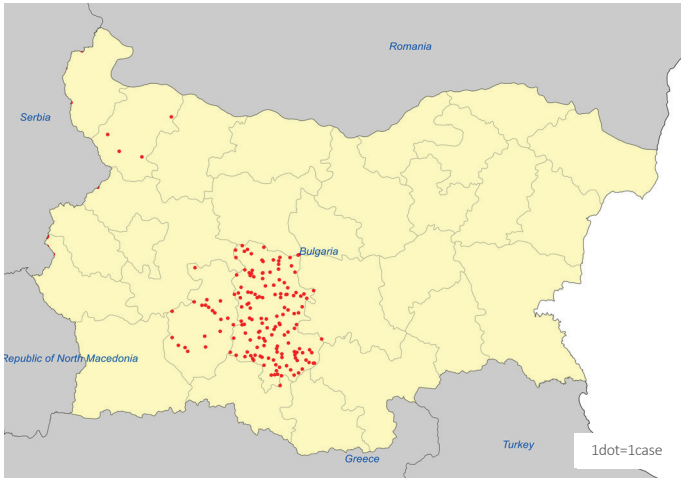 Romania
Serbia
Bulgaria
Republic of North Macedonia
Turkey
1dot=1case
Greece